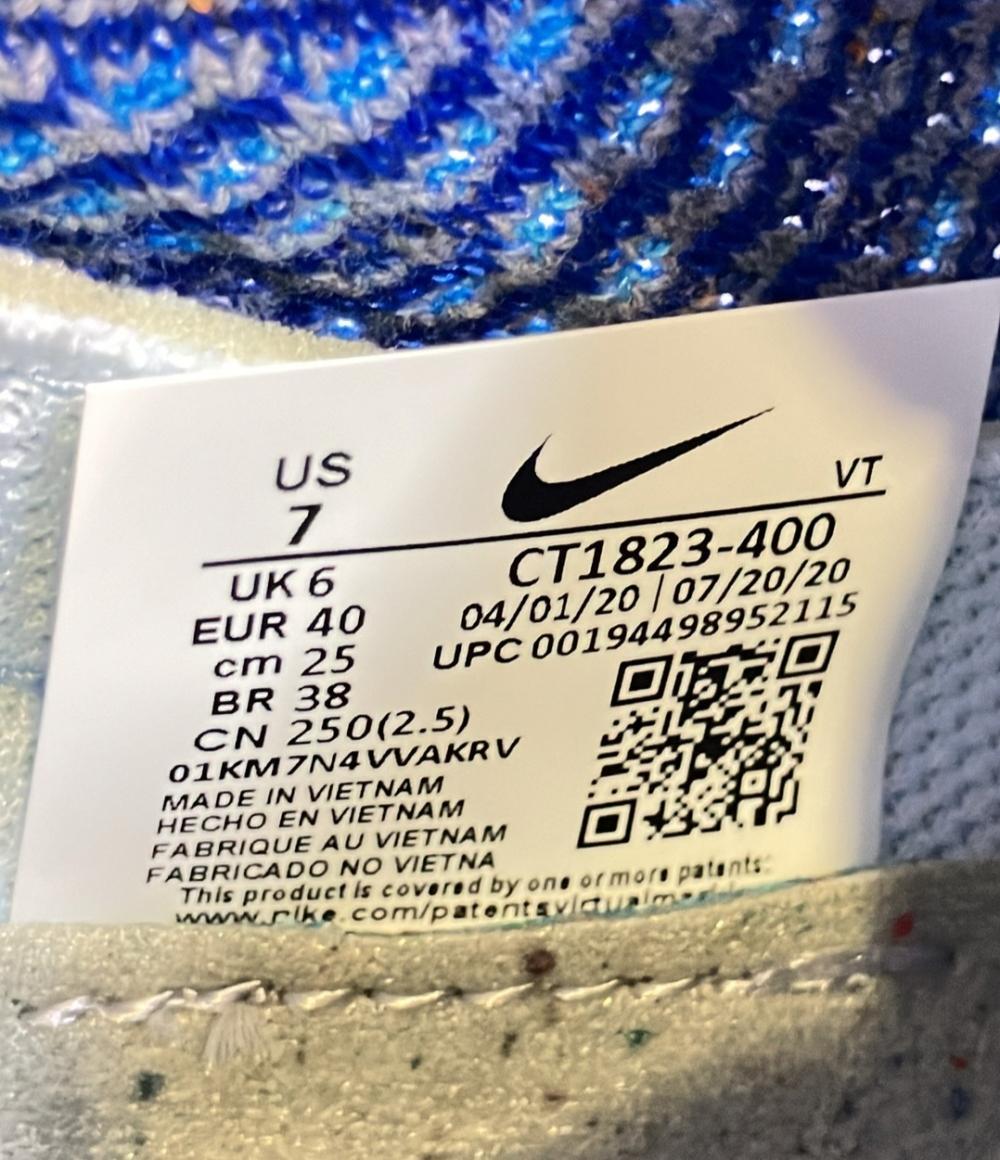 US
7
VT
UK 6
EUR 40
cm 25
BR 38
CN 250(2.5)
CT1823-400
04/01/20 | 07/20/20
UPC 00194498952115
01KM7N4VVAKRV
MADE IN VIETNAM
HECHO EN VIETNAM
FABRIQUE AU VIETNAM
FABRICADO NO VIETNA
This product is covered by one or more patents: